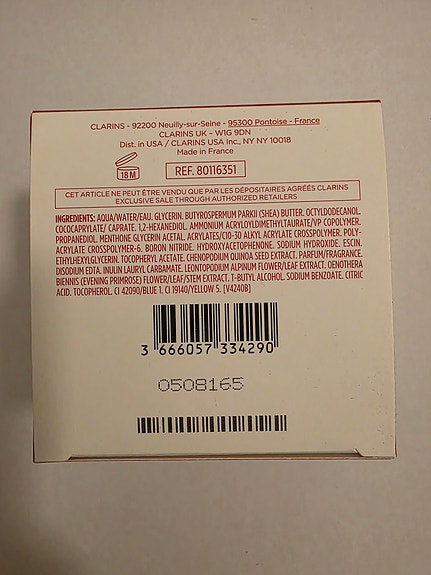 CLARINS - 92200 Neuilly-sur-Seine - 95300 Pontoise - France
CLARINS UK - W1G 9DN
Dist. in USA / CLARINS USA Inc., NY NY 10018
Made in France
18 M
REF. 80116351
CET ARTICLE NE PEUT ÊTRE VENDU QUE PAR LES DÉPOSITAIRES AGRÉÉS CLARINS
EXCLUSIVE SALE THROUGH AUTHORIZED RETAILERS
INGREDIENTS: AQUA/WATER/EAU. GLYCERIN. BUTYROSPERMUM PARKII (SHEA) BUTTER. OCTYLDODECANOL.
COCOCAPRYLATE/ CAPRATE. 1,2-HEXANEDIOL. AMMONIUM ACRYLOYLDIMETHYLTAURATE/VP COPOLYMER.
PROPANEDIOL. MENTHONE GLYCERIN ACETAL. ACRYLATES/C10-30 ALKYL ACRYLATE CROSSPOLYMER. POLY-
ACRYLATE CROSSPOLYMER-6. BORON NITRIDE. HYDROXYACETOPHENONE. SODIUM HYDROXIDE. ESCIN.
ETHYLHEXYLGLYCERIN. TOCOPHERYL ACETATE. CHENOPODIUM QUINOA SEED EXTRACT. PARFUM/FRAGRANCE.
DISODIUM EDTA. INULIN LAURYL CARBAMATE. LEONTOPODIUM ALPINUM FLOWER/LEAF EXTRACT. OENOTHERA
BIENNIS (EVENING PRIMROSE) FLOWER/LEAF/STEM EXTRACT. T-BUTYL ALCOHOL. SODIUM BENZOATE. CITRIC
ACID. TOCOPHEROL. CI 42090/BLUE 1. CI 19140/YELLOW 5. [V4240B]
3 666057 334290
0508165